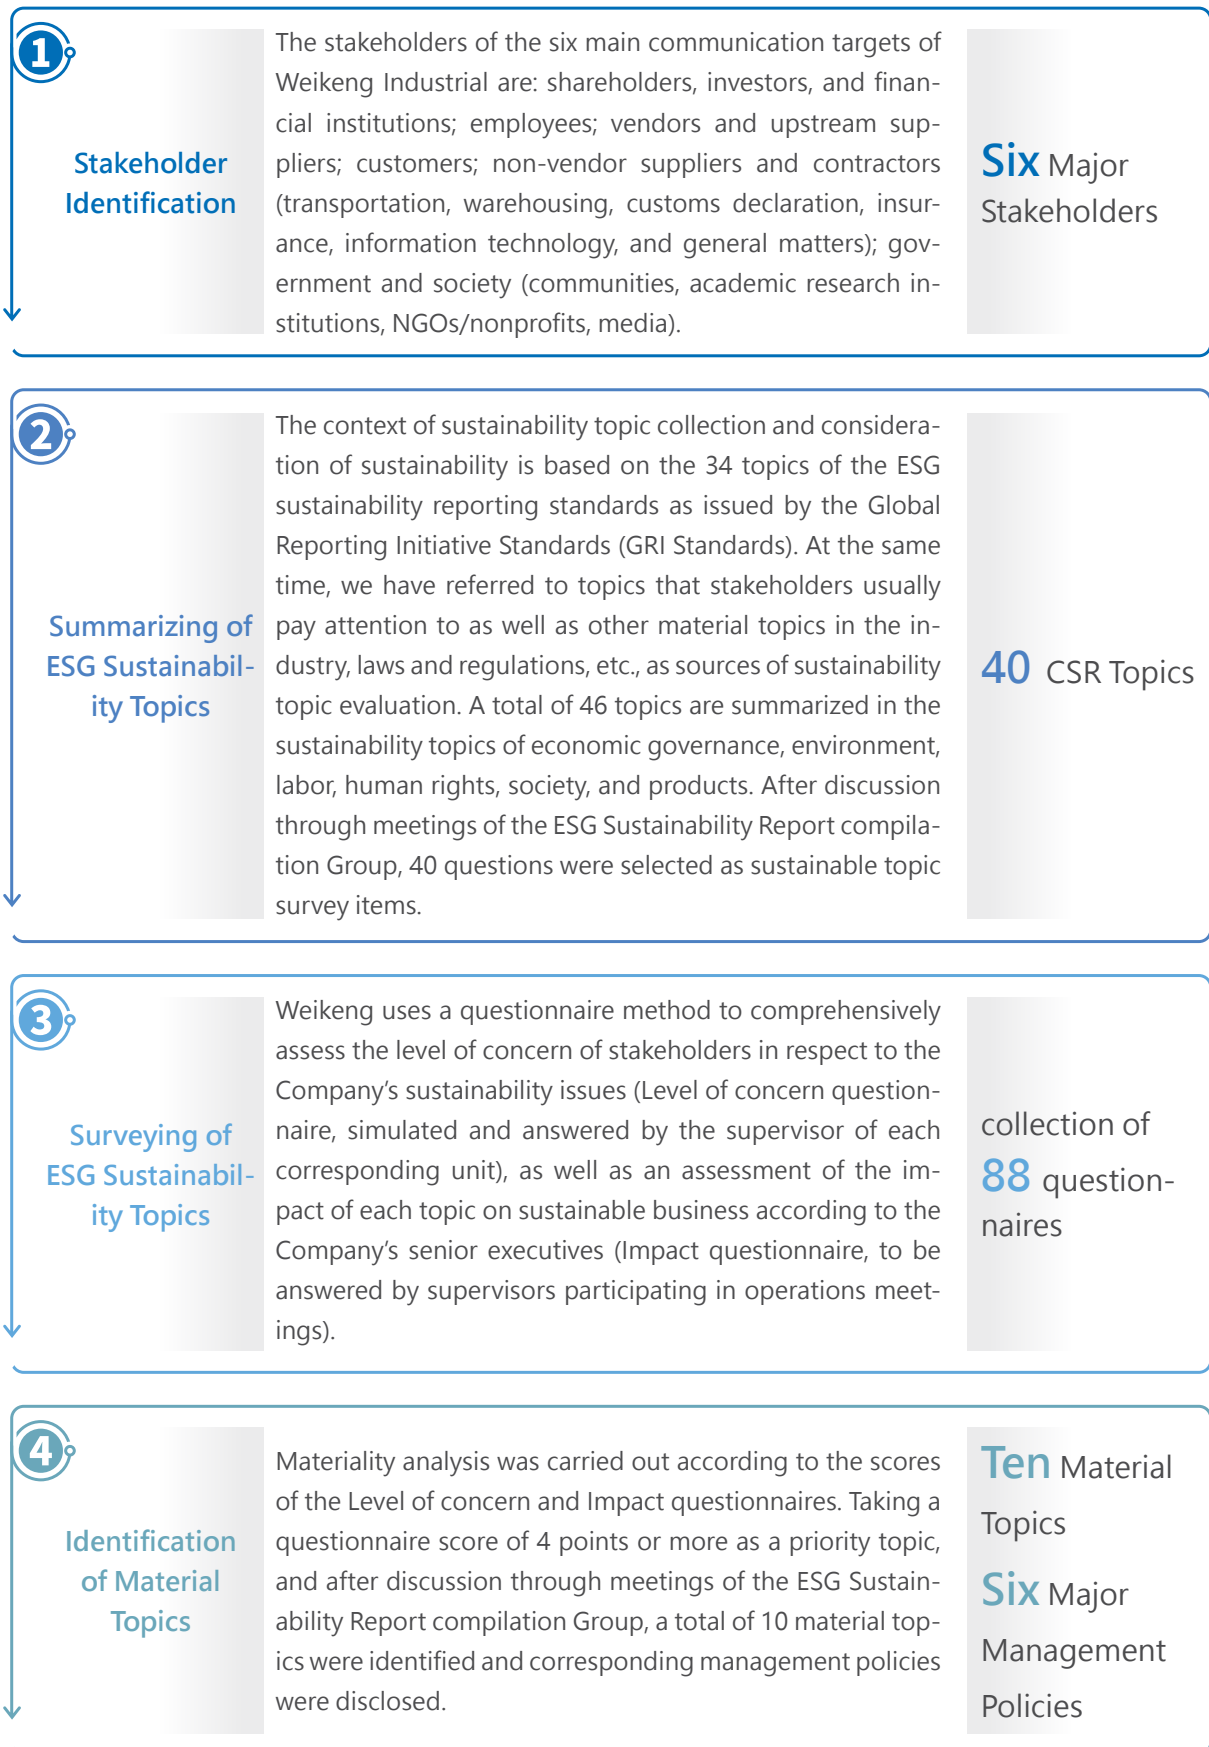 1
Stakeholder
Identification
The stakeholders of the six main communication targets of
Weikeng Industrial are: shareholders, investors, and finan-
cial institutions; employees; vendors and upstream sup-
pliers; customers; non-vendor suppliers and contractors
(transportation, warehousing, customs declaration, insur-
ance, information technology, and general matters); gov-
ernment and society (communities, academic research in-
stitutions, NGOs/nonprofits, media).
Six Major
Stakeholders
2
Summarizing of
ESG Sustainabil-
ity Topics
The context of sustainability topic collection and considera-
tion of sustainability is based on the 34 topics of the ESG
sustainability reporting standards as issued by the Global
Reporting Initiative Standards (GRI Standards). At the same
time, we have referred to topics that stakeholders usually
pay attention to as well as other material topics in the in-
dustry, laws and regulations, etc., as sources of sustainability
topic evaluation. A total of 46 topics are summarized in the
sustainability topics of economic governance, environment,
labor, human rights, society, and products. After discussion
through meetings of the ESG Sustainability Report compila-
tion Group, 40 questions were selected as sustainable topic
survey items.
40 CSR Topics
3
Surveying of
ESG Sustainabil-
ity Topics
Weikeng uses a questionnaire method to comprehensively
assess the level of concern of stakeholders in respect to the
Company's sustainability issues (Level of concern question-
naire, simulated and answered by the supervisor of each
corresponding unit), as well as an assessment of the im-
pact of each topic on sustainable business according to the
Company's senior executives (Impact questionnaire, to be
answered by supervisors participating in operations meet-
ings).
collection of
88 question-
naires
4
Identification
of Material
Topics
Materiality analysis was carried out according to the scores
of the Level of concern and Impact questionnaires. Taking a
questionnaire score of 4 points or more as a priority topic,
and after discussion through meetings of the ESG Sustain-
ability Report compilation Group, a total of 10 material top-
ics were identified and corresponding management policies
were disclosed.
Ten Material
Topics
Six Major
Management
Policies